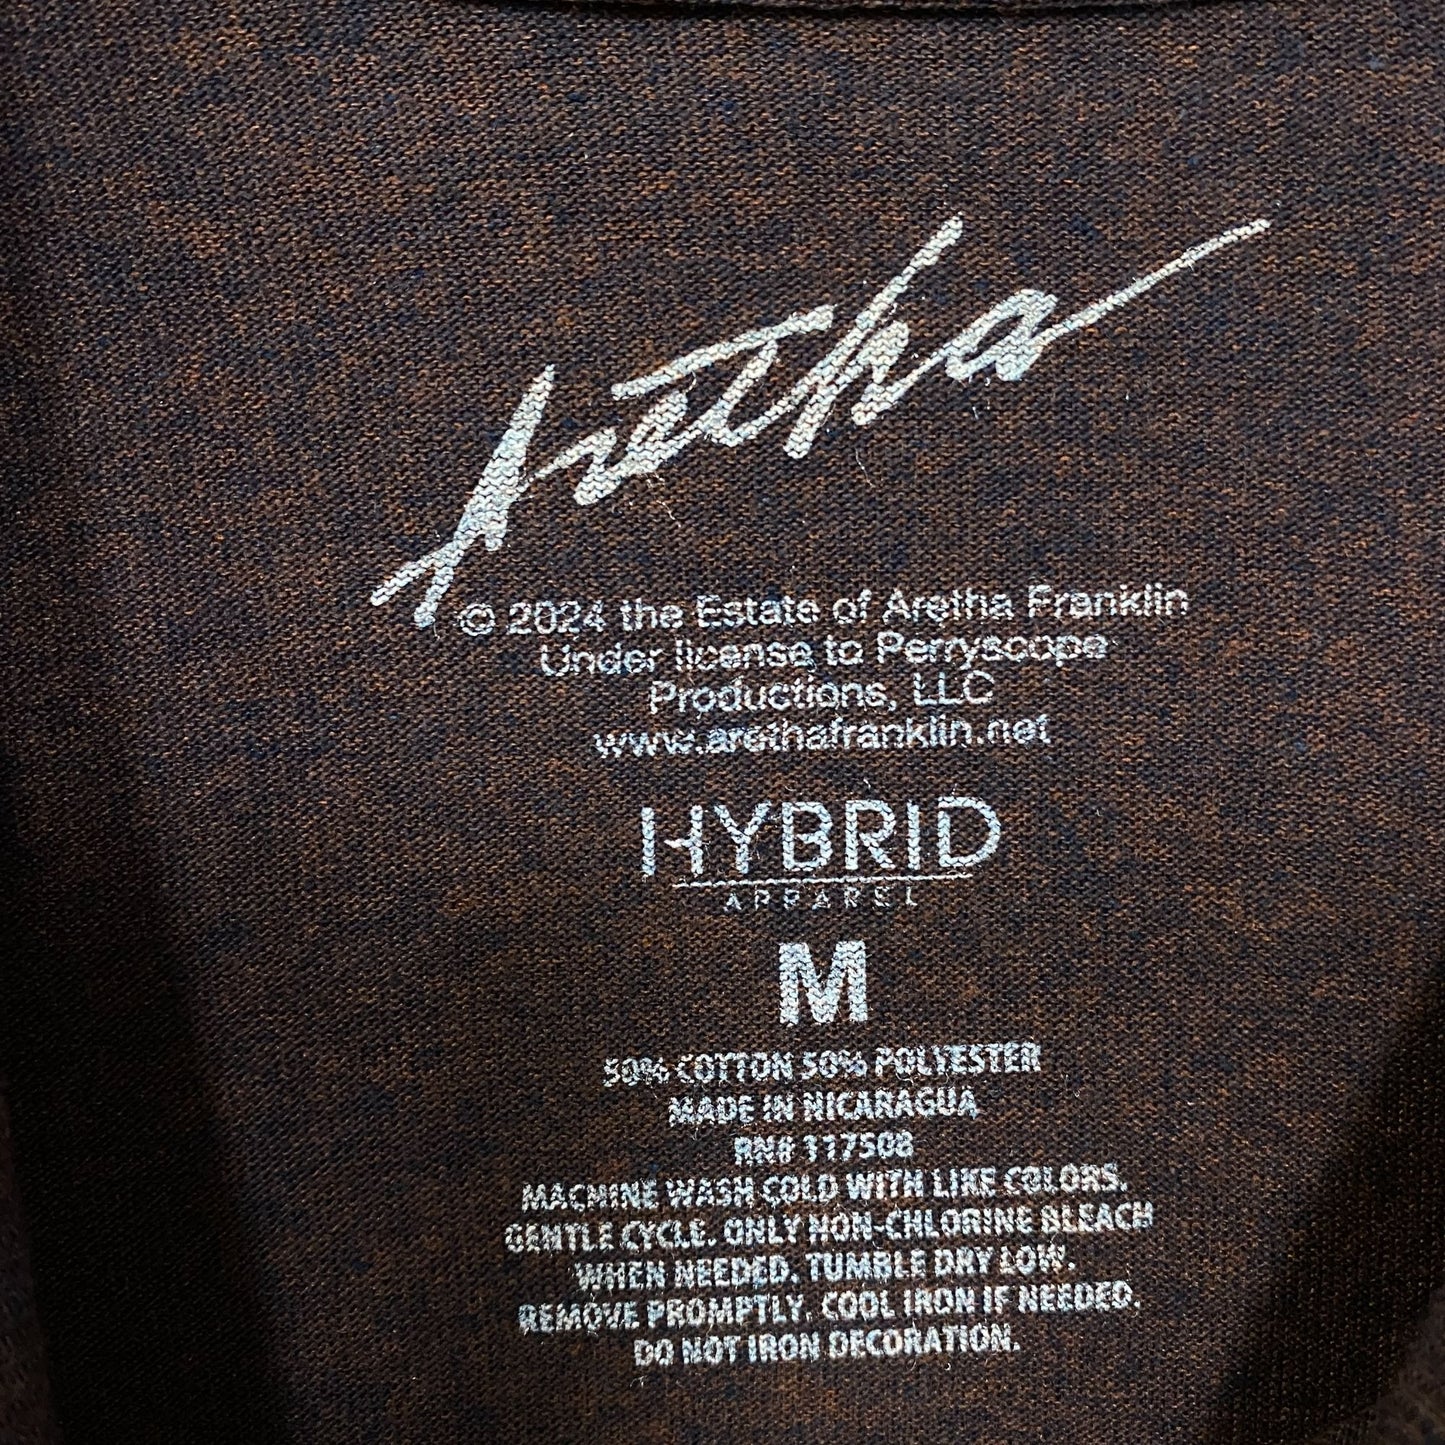 Aretha
© 2024 the Estate of Aretha Franklin
Under license to Perryscope
Productions, LLC
www.arethafranklin.net
HYBRID
APPAREL
M
50% COTTON 50% POLYESTER
MADE IN NICARAGUA
RN# 117508
MACHINE WASH COLD WITH LIKE COLORS.
GENTLE CYCLE. ONLY NON-CHLORINE BLEACH
WHEN NEEDED. TUMBLE DRY LOW.
REMOVE PROMPTLY. COOL IRON IF NEEDED.
DO NOT IRON DECORATION.